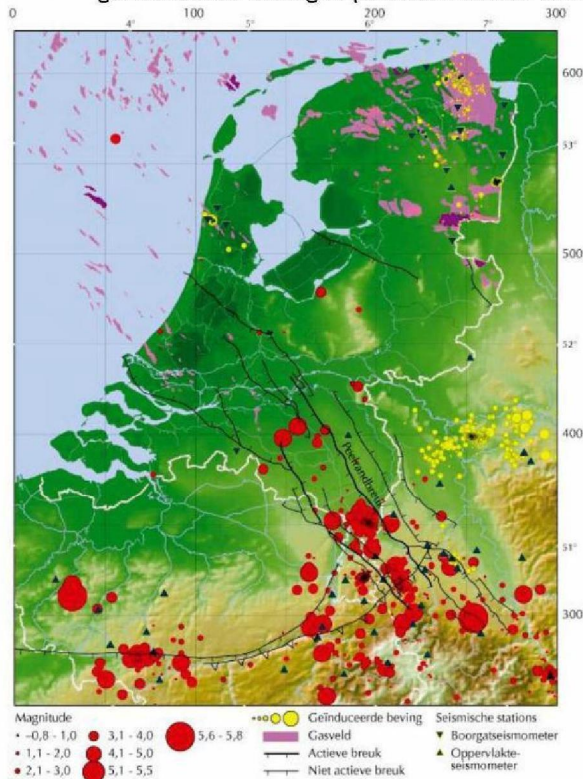 0 100 200 300
4° 5° 6° 7°
600
53°
500
52°
400
Peelrandbreuk
51°
300
Magnitude
-0,8 - 1,0
1,1 - 2,0
2,1 - 3,0
3,1 - 4,0
4,1 - 5,0
5,1 - 5,5
5,6 - 5,8
Geïnduceerde beving
Gasveld
Actieve breuk
Niet actieve breuk
Seismische stations
Boorgatseismometer
Oppervlakte-
seismometer